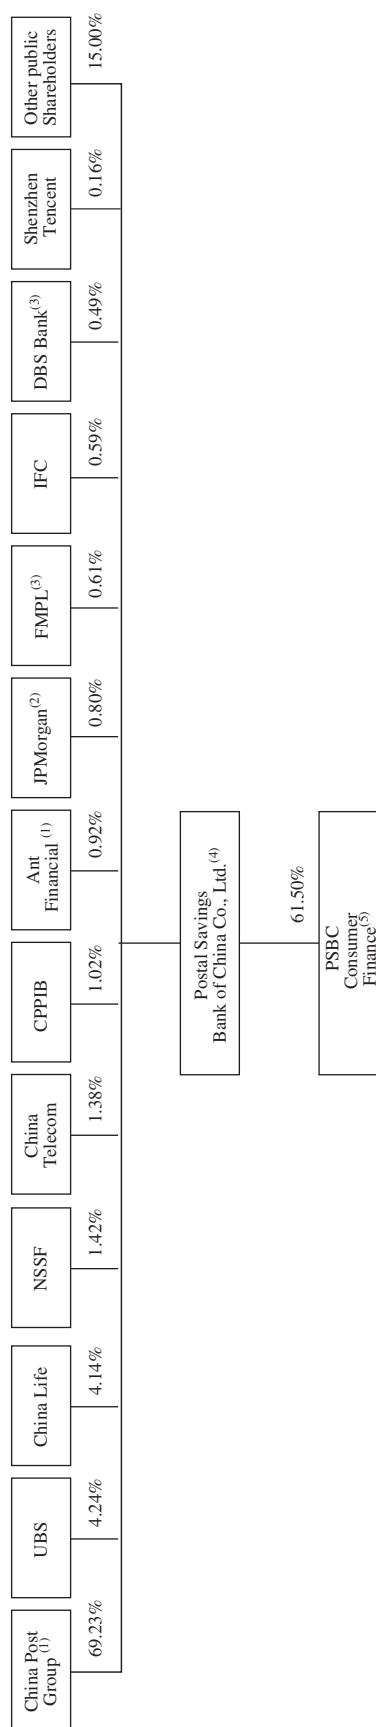 China Post
Group (1)
69.23%
UBS
4.24%
China Life
4.14%
NSSF
1.42%
China
Telecom
1.38%
CPPIB
1.02%
Ant
Financial (1)
0.92%
JPMorgan(2)
0.80%
FMPL(3)
0.61%
IFC
0.59%
DBS Bank(3)
0.49%
Shenzhen
Tencent
0.16%
Other public
Shareholders
15.00%
Postal Savings
Bank of China Co., Ltd.(4)
61.50%
PSBC
Consumer
Finance(5)